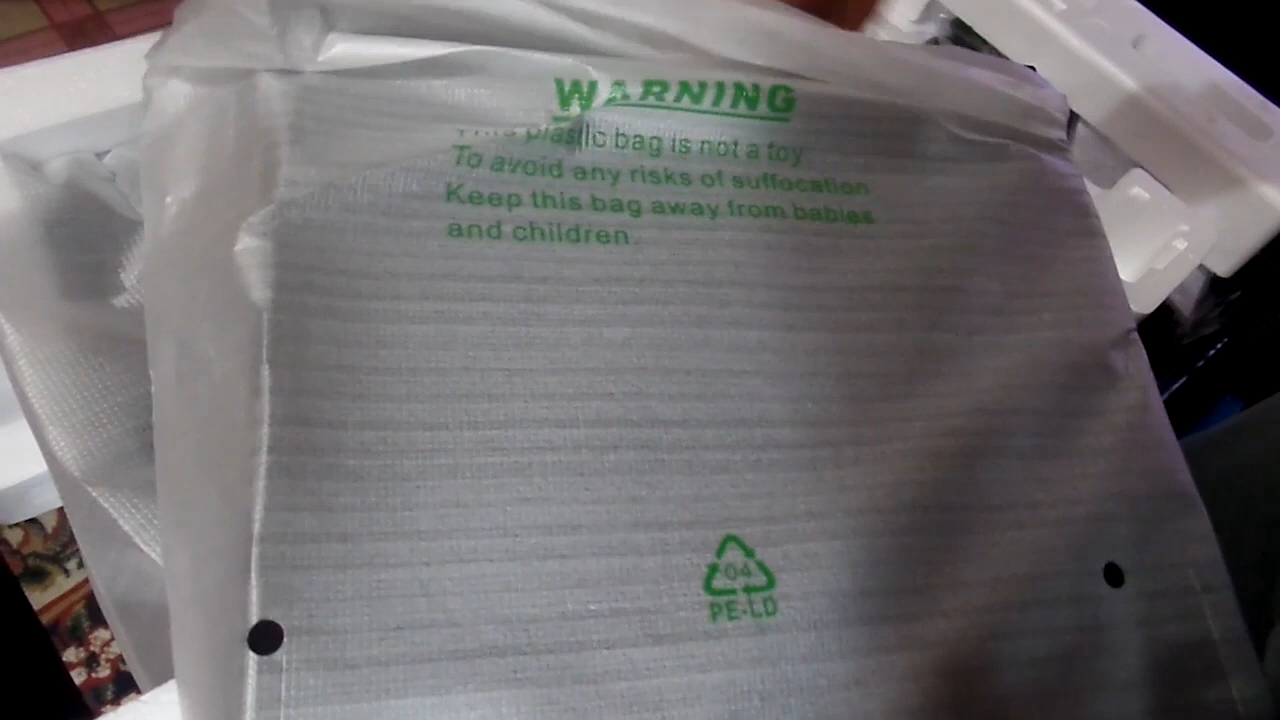 WARNING
This plastic bag is not a toy
To avoid any risks of suffocation
Keep this bag away from babies
and children.
04
PE-LD